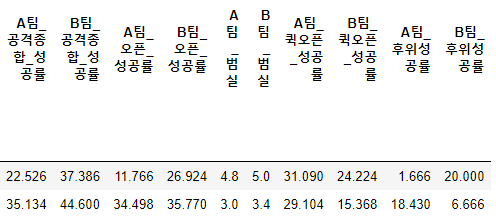 A팀_공격종합_성공률 B팀_공격종합_성공률 A팀_오픈_성공률 B팀_오픈_성공률 A팀_범실 B팀_범실 A팀_퀵오픈_성공률 B팀_퀵오픈_성공률 A팀_후위성공률 B팀_후위성공률
22.526 37.386 11.766 26.924 4.8 5.0 31.090 24.224 1.666 20.000
35.134 44.600 34.498 35.770 3.0 3.4 29.104 15.368 18.430 6.666